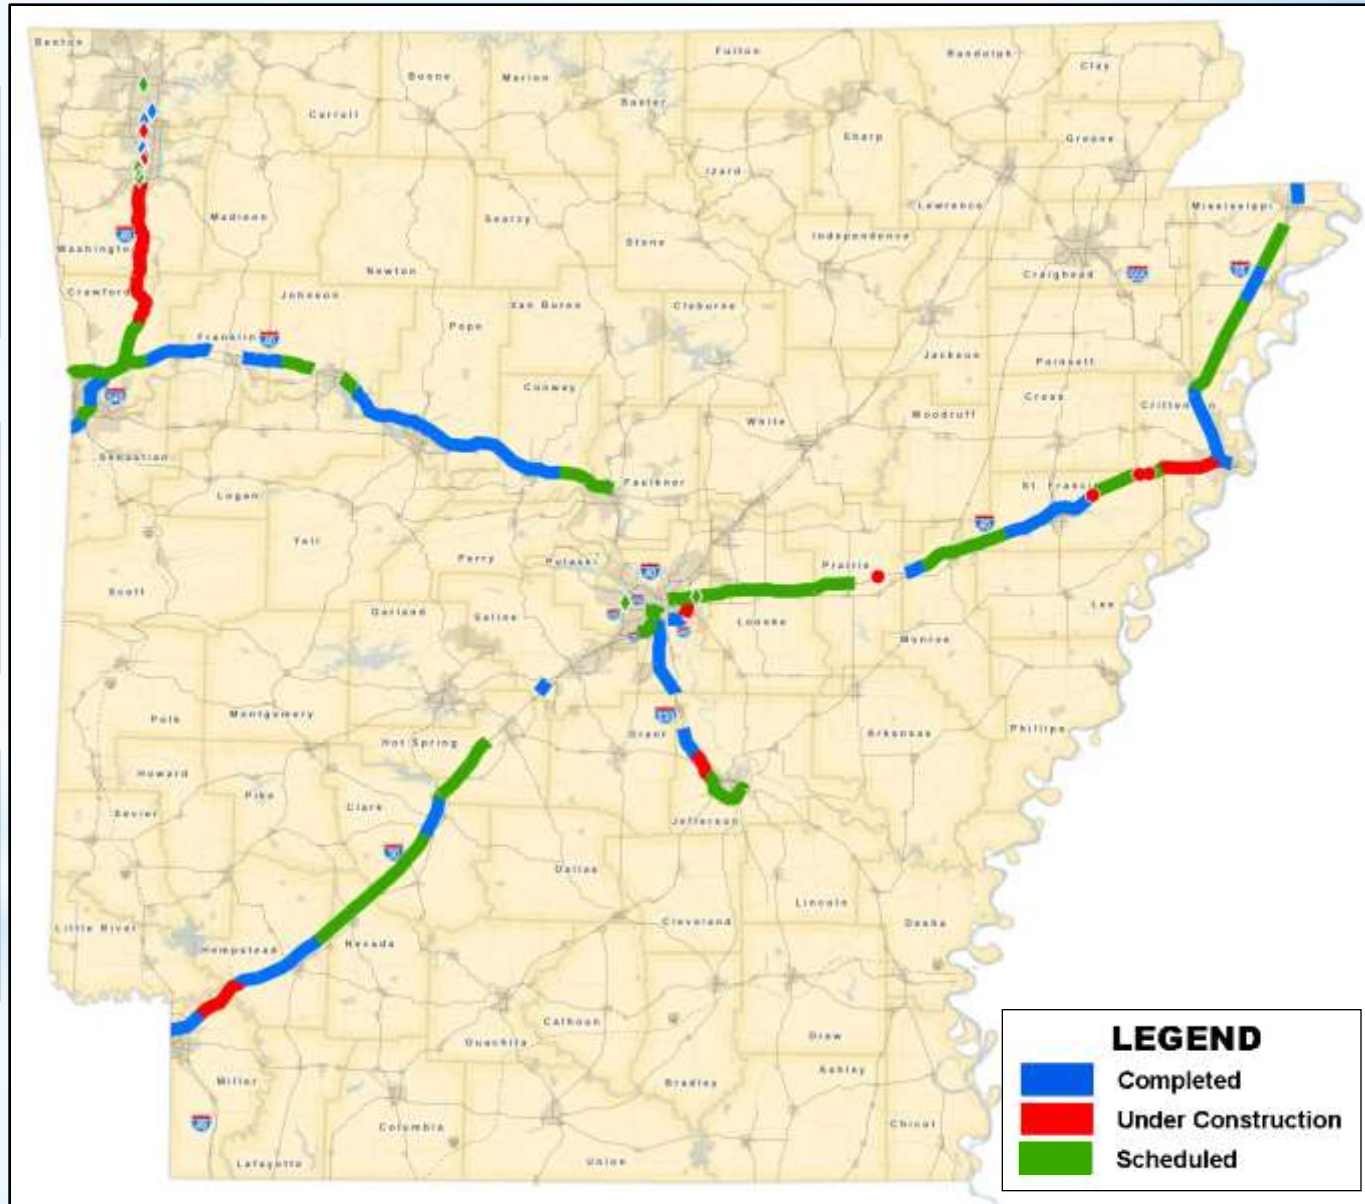 Benton
Fulton
Randolph
Clay
Boone
Marion
Baxter
Carroll
Sharp
Greene
Izard
Lawrence
Mississippi
Madison
Searcy
Stone
Independence
Washington
Newton
Craighead
Crawford
Johnson
Van Buren
Cleburne
Pope
Franklin
Jackson
Poinsett
Conway
Cross
Crittenden
White
Woodruff
Sebastian
Faulkner
St. Francis
Logan
Yell
Perry
Pulaski
Prairie
Scott
Garland
Saline
Lonoke
Lee
Monroe
Polk
Montgomery
Hot Spring
Grant
Arkansas
Phillips
Howard
Pike
Clark
Sevier
Jefferson
Dallas
Lincoln
Cleveland
Desha
Little River
Hempstead
Nevada
Calhoun
Ouachita
Drew
Miller
Bradley
Ashley
Columbia
Chicot
Lafayette
Union
LEGEND
Completed
Under Construction
Scheduled